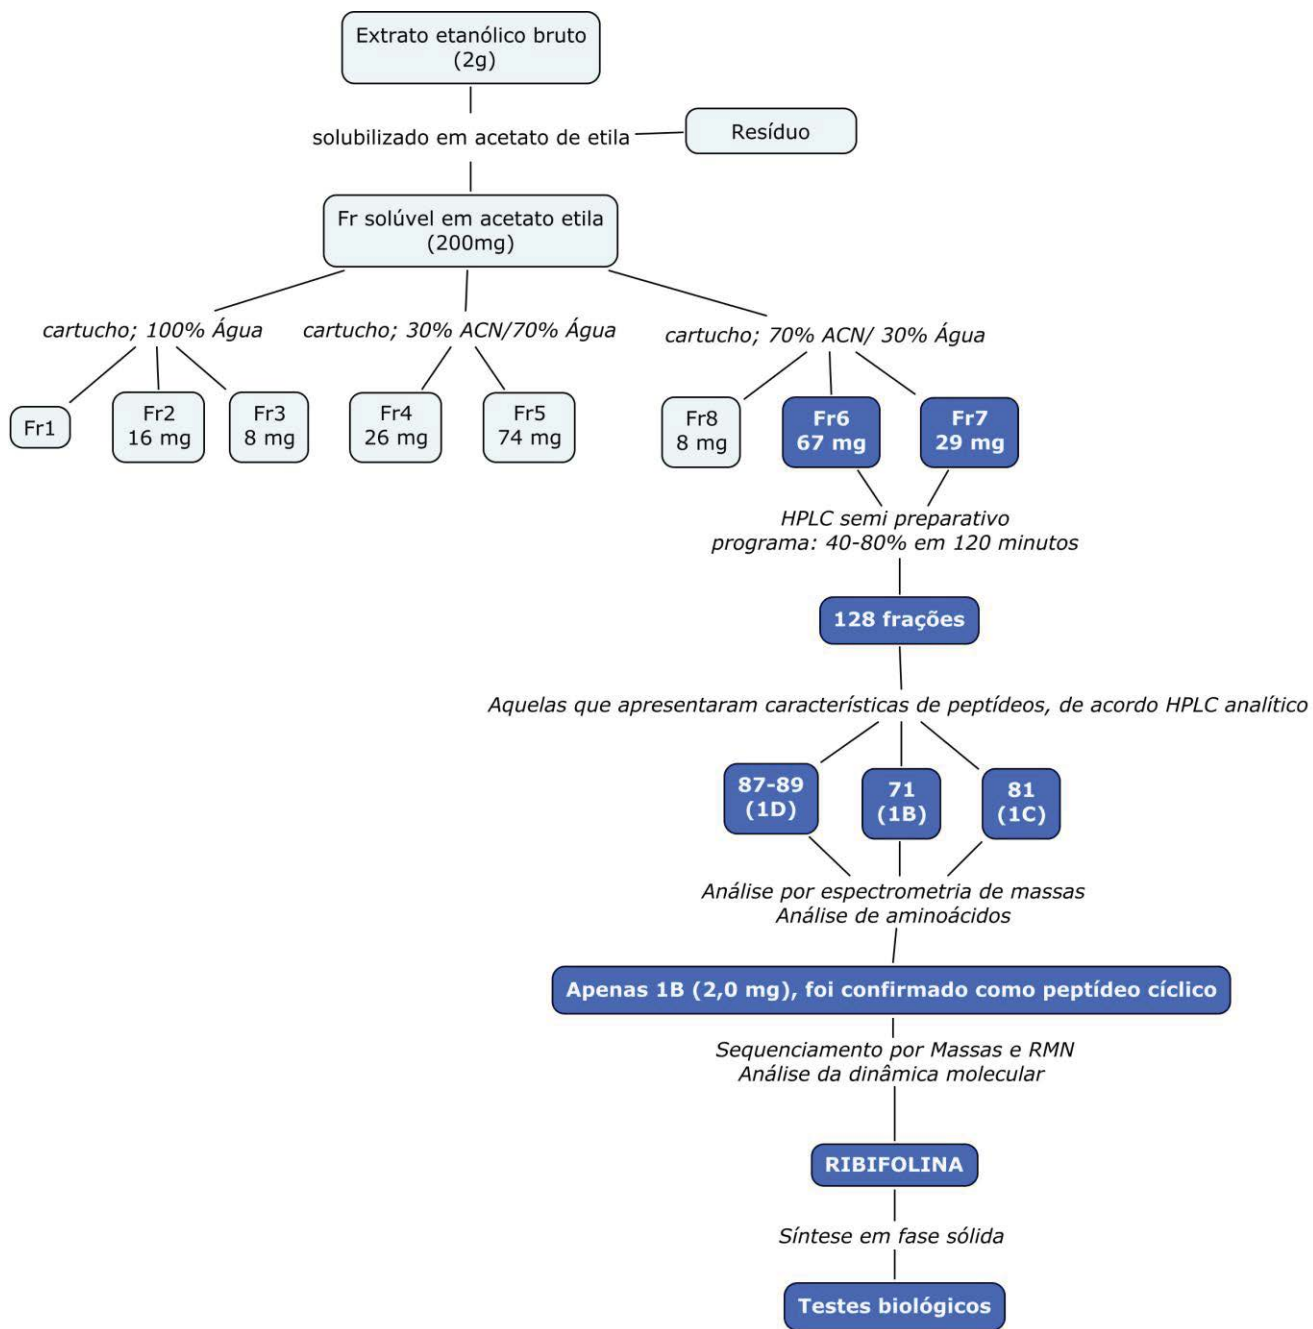 Extrato etanólico bruto
(2g)
solubilizado em acetato de etila
Resíduo
Fr solúvel em acetato etila
(200mg)
cartucho; 100% Água
cartucho; 30% ACN/70% Água
cartucho; 70% ACN/ 30% Água
Fr1
Fr2
16 mg
Fr3
8 mg
Fr4
26 mg
Fr5
74 mg
Fr8
8 mg
Fr6
67 mg
Fr7
29 mg
HPLC semi preparativo
programa: 40-80% em 120 minutos
128 frações
Aquelas que apresentaram características de peptídeos, de acordo HPLC analítico
87-89
(1D)
71
(1B)
81
(1C)
Análise por espectrometria de massas
Análise de aminoácidos
Apenas 1B (2,0 mg), foi confirmado como peptídeo cíclico
Sequenciamento por Massas e RMN
Análise da dinâmica molecular
RIBIFOLINA
Síntese em fase sólida
Testes biológicos